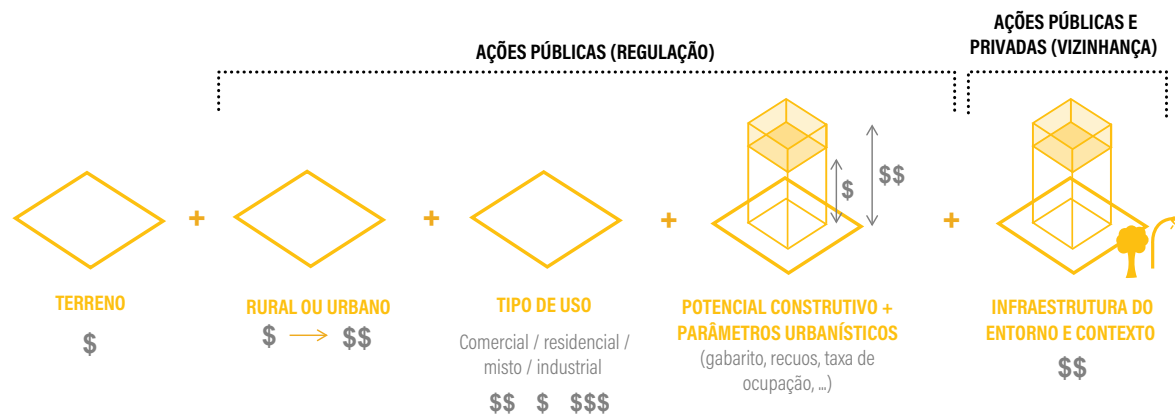 AÇÕES PÚBLICAS (REGULAÇÃO)
AÇÕES PÚBLICAS E
PRIVADAS (VIZINHANÇA)
+
+
+
+
$
$$
TERRENO
$
RURAL OU URBANO
$ → $$
TIPO DE USO
Comercial / residencial /
misto / industrial
$$ $ $$$
POTENCIAL CONSTRUTIVO +
PARÂMETROS URBANÍSTICOS
(gabarito, recuos, taxa de
ocupação, ...)
INFRAESTRUTURA DO
ENTORNO E CONTEXTO
$$